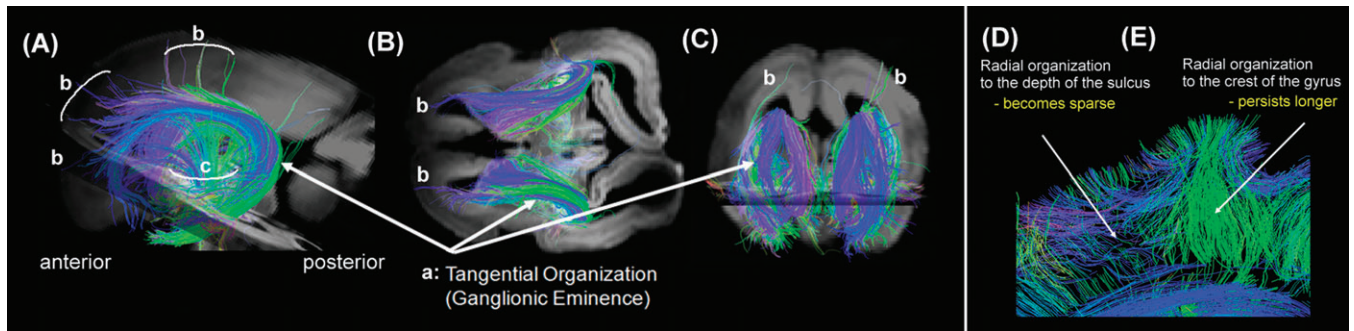 (A)
b
b
b
c
anterior
posterior
(B)
b
b
a: Tangential Organization
(Ganglionic Eminence)
(C)
b
b
(D)
Radial organization
to the depth of the sulcus
- becomes sparse
(E)
Radial organization
to the crest of the gyrus
- persists longer